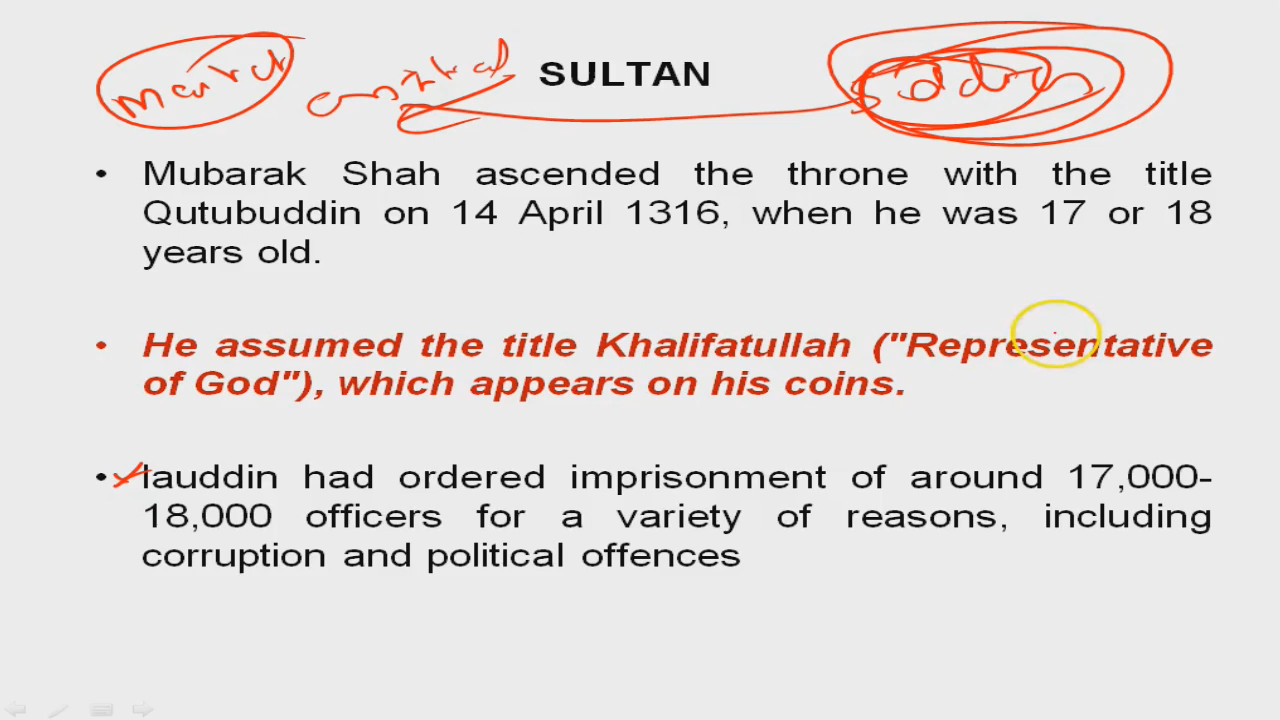 market control SULTAN
• Mubarak Shah ascended the throne with the title
Qutubuddin on 14 April 1316, when he was 17 or 18
years old.
• He assumed the title Khalifatullah ("Representative
of God"), which appears on his coins.
• lauddin had ordered imprisonment of around 17,000-
18,000 officers for a variety of reasons, including
corruption and political offences